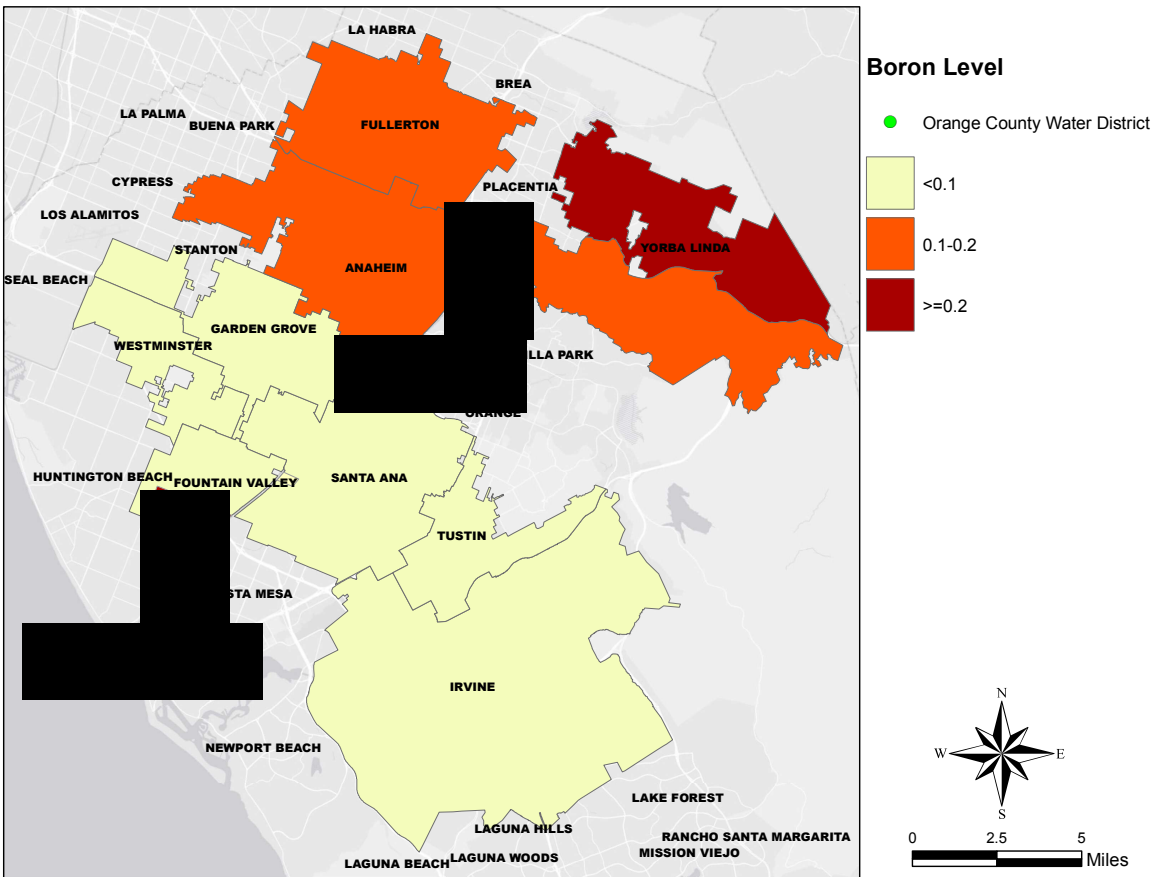 LA HABRA
BREA
LA PALMA
BUENA PARK
FULLERTON
CYPRESS
PLACENTIA
LOS ALAMITOS
STANTON
YORBA LINDA
ANAHEIM
SEAL BEACH
GARDEN GROVE
WESTMINSTER
PARK
ORANGE
HUNTINGTON BEACH
FOUNTAIN VALLEY
SANTA ANA
TUSTIN
MESA
IRVINE
NEWPORT BEACH
LAKE FOREST
LAGUNA HILLS
RANCHO SANTA MARGARITA
MISSION VIEJO
LAGUNA WOODS
LAGUNA BEACH
Boron Level
Orange County Water District
<0.1
0.1-0.2
>=0.2
N
W
E
S
0
2.5
5
Miles